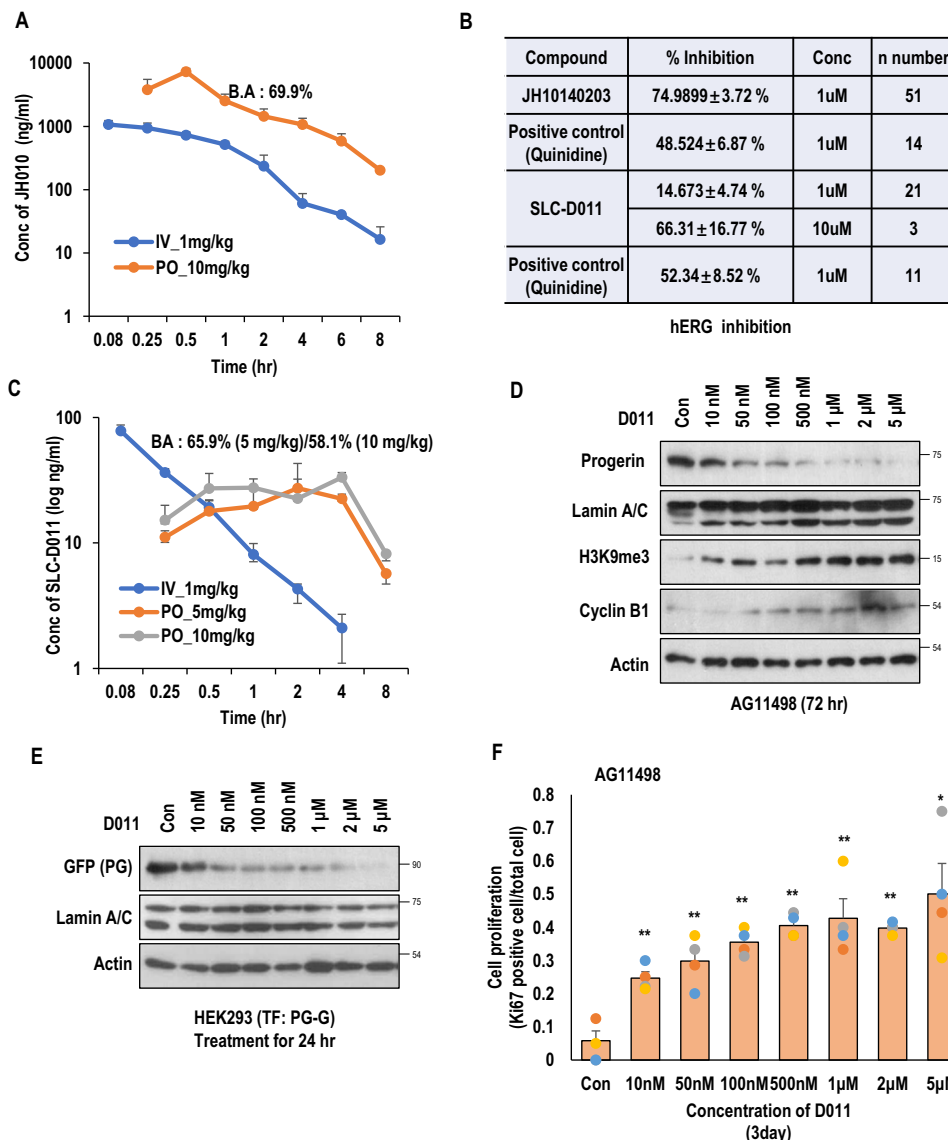 A
10000
1000
100
10
1
Conc of JH010 (ng/ml)
B.A : 69.9%
IV_1mg/kg
PO_10mg/kg
0.08 0.25 0.5 1 2 4 6 8
Time (hr)
B
Compound % Inhibition Conc n number
JH10140203 74.9899±3.72 % 1uM 51
Positive control
(Quinidine) 48.524±6.87 % 1uM 14
SLC-D011 14.673±4.74 % 1uM 21
66.31±16.77 % 10uM 3
Positive control
(Quinidine) 52.34±8.52 % 1uM 11
hERG inhibition
C
100
10
1
Conc of SLC-D011 (log ng/ml)
BA : 65.9% (5 mg/kg)/58.1% (10 mg/kg)
IV_1mg/kg
PO_5mg/kg
PO_10mg/kg
0.08 0.25 0.5 1 2 4 8
Time (hr)
D
D011 Con 10 nM 50 nM 100 nM 500 nM 1 µM 2 µM 5 µM
Progerin 75
Lamin A/C 75
H3K9me3 15
Cyclin B1 54
Actin 54
AG11498 (72 hr)
E
D011 Con 10 nM 50 nM 100 nM 500 nM 1 µM 2 µM 5 µM
GFP (PG) 90
Lamin A/C 75
Actin 54
HEK293 (TF: PG-G)
Treatment for 24 hr
F
AG11498
0.8
0.7
0.6
0.5
0.4
0.3
0.2
0.1
0
Cell proliferation
(Ki67 positive cell/total cell)
** ** ** ** ** ** *
Con 10nM 50nM 100nM 500nM 1µM 2µM 5µM
Concentration of D011
(3day)